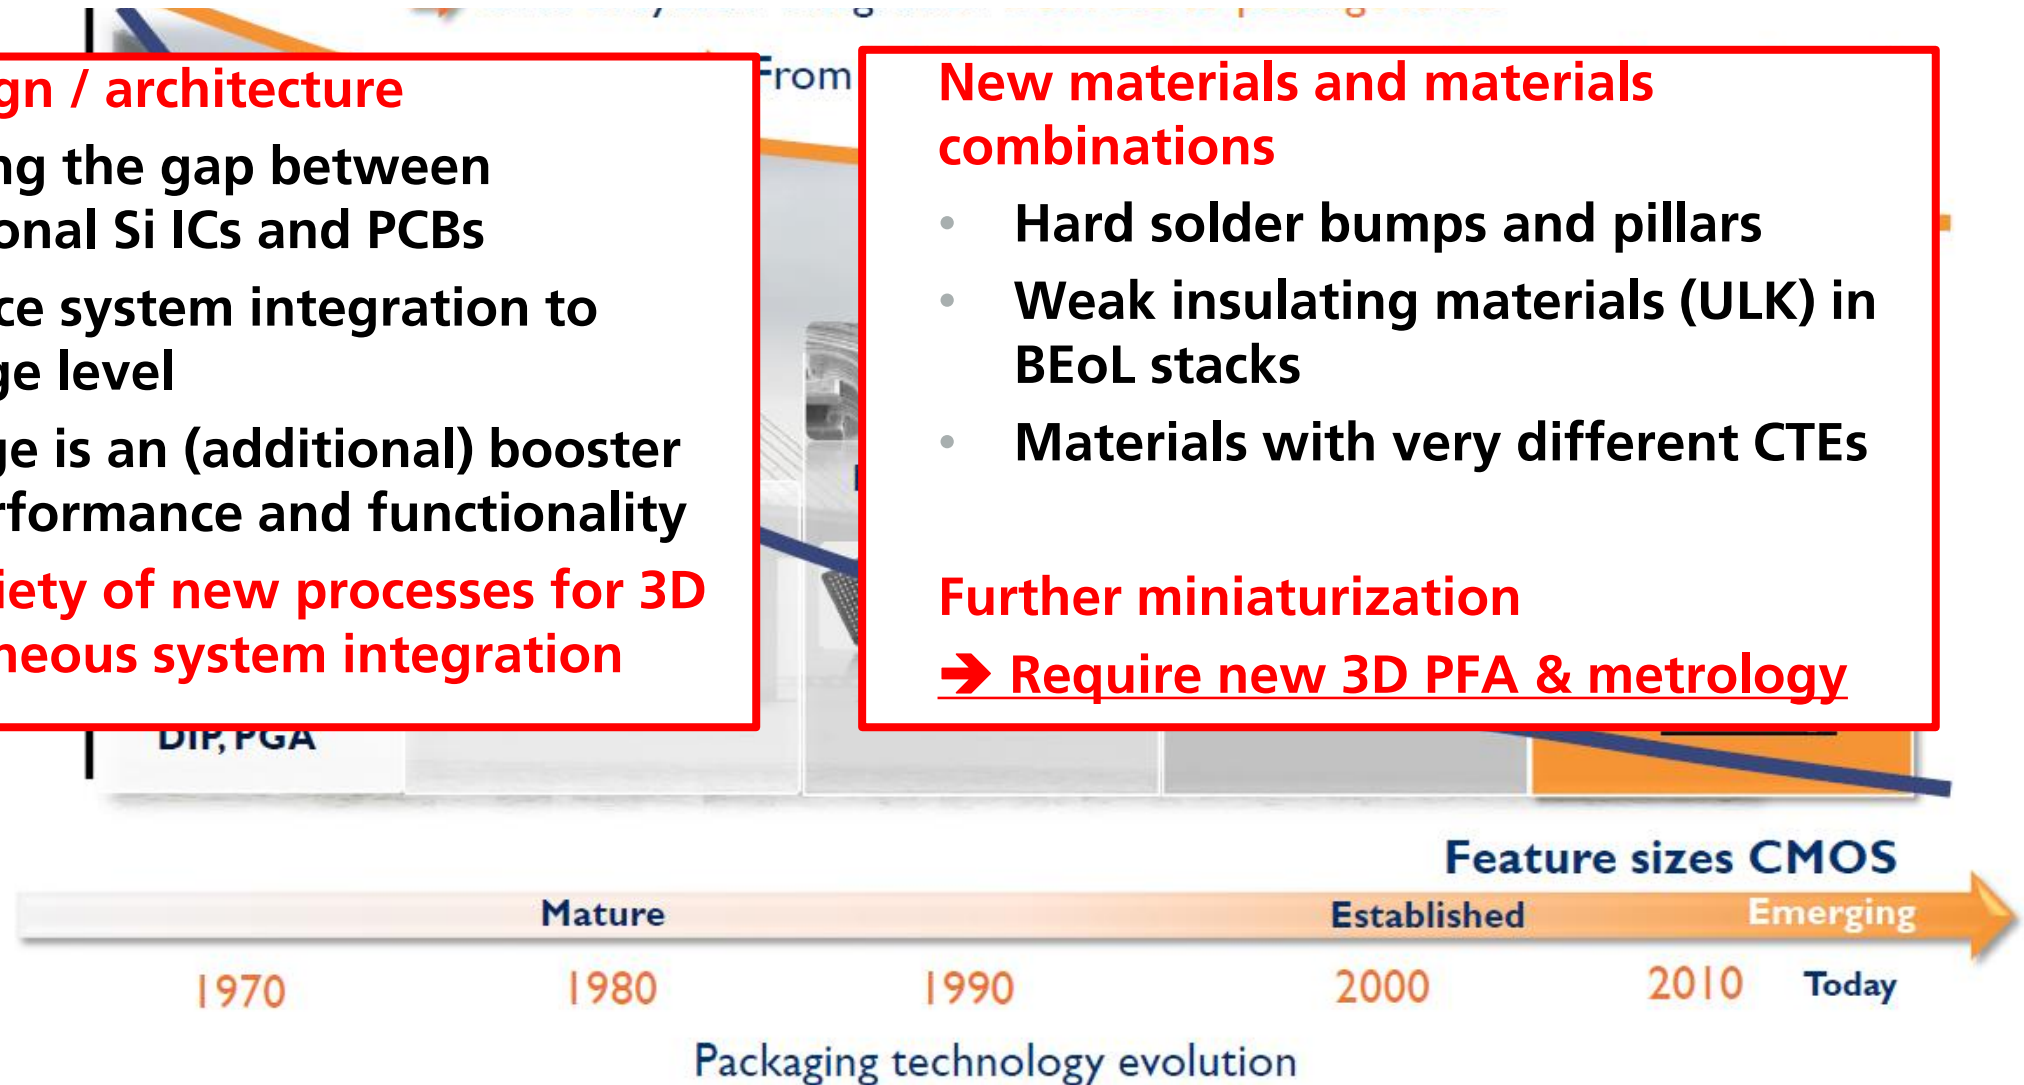 From
gn / architecture
ng the gap between
onal Si ICs and PCBs
ce system integration to
ge level
ge is an (additional) booster
rformance and functionality
iety of new processes for 3D
neous system integration
New materials and materials
combinations
• Hard solder bumps and pillars
• Weak insulating materials (ULK) in
BEoL stacks
• Materials with very different CTEs
Further miniaturization
➔ Require new 3D PFA & metrology
DIP, PGA
Feature sizes CMOS
Mature Established Emerging
1970 1980 1990 2000 2010 Today
Packaging technology evolution